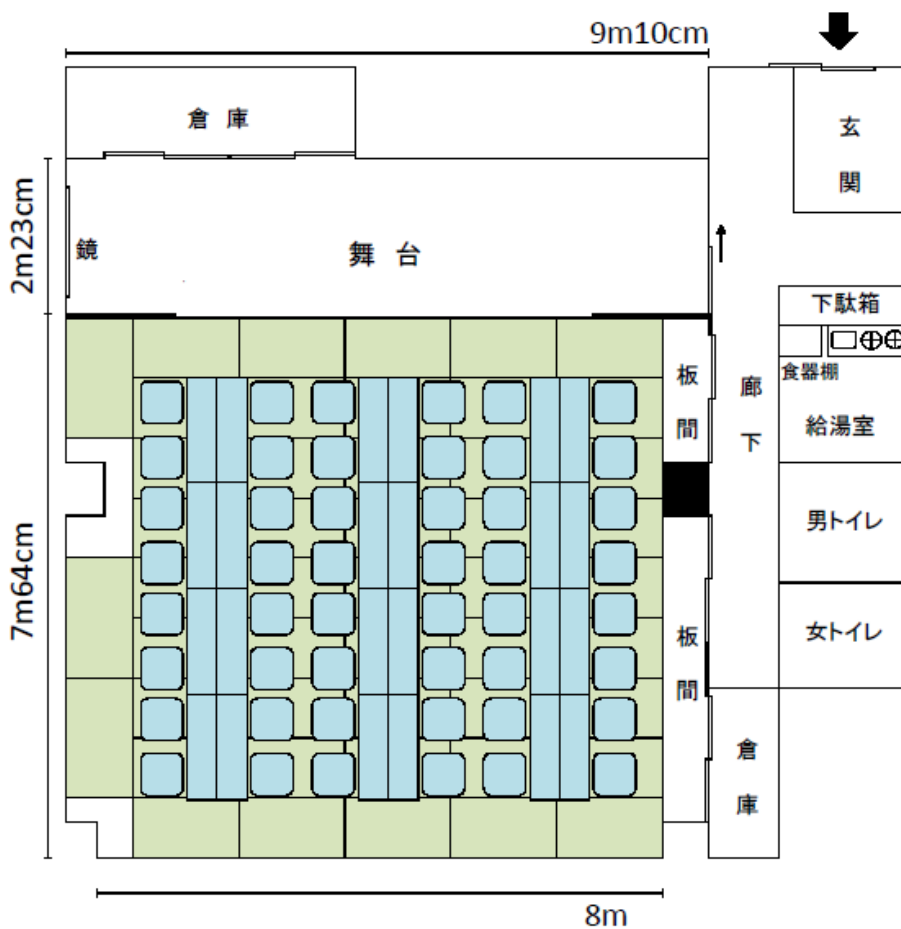 9m10cm
倉 庫
玄
関
2m23cm
鏡
舞 台
下駄箱
食器棚
給湯室
板
間
廊
下
男トイレ
7m64cm
板
間
女トイレ
倉
庫
8m